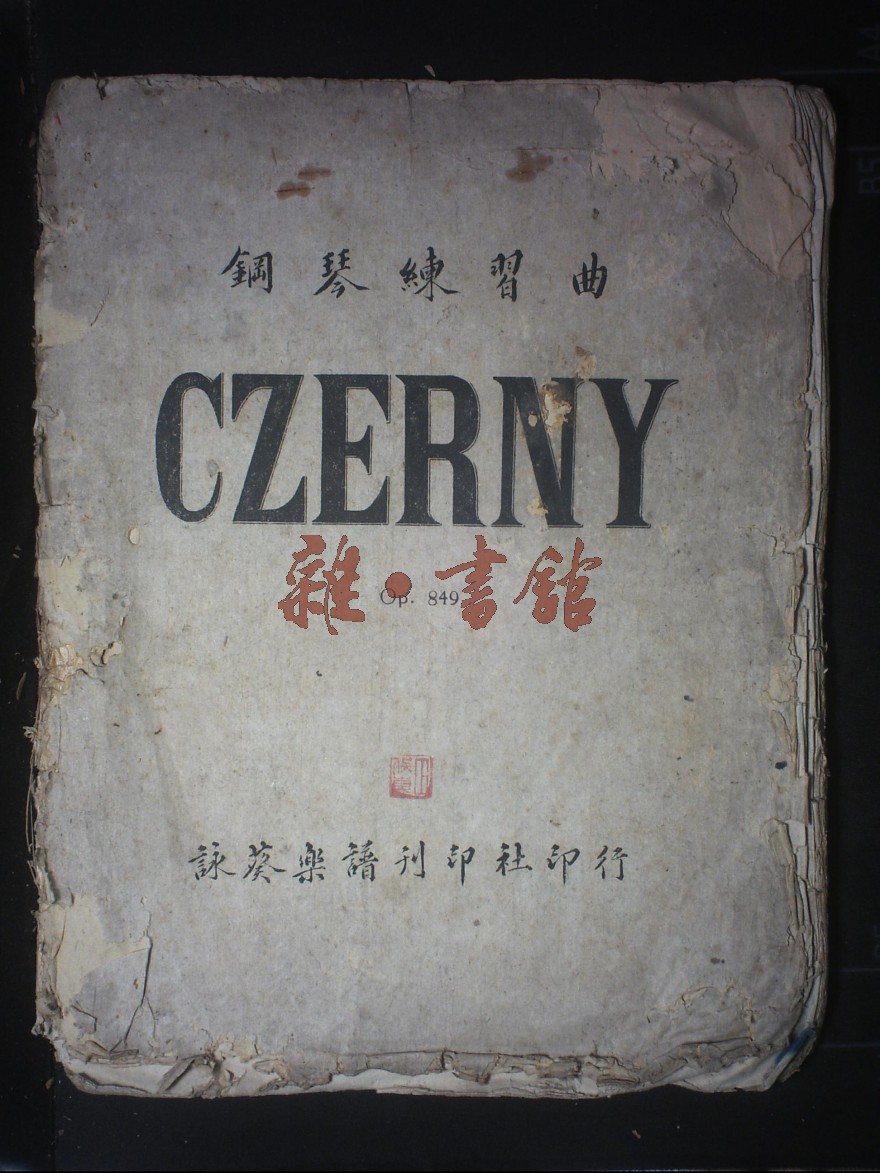 鋼琴練習曲
CZERNY
雜·書館
Op. 849
詠葵樂譜刊印社印行